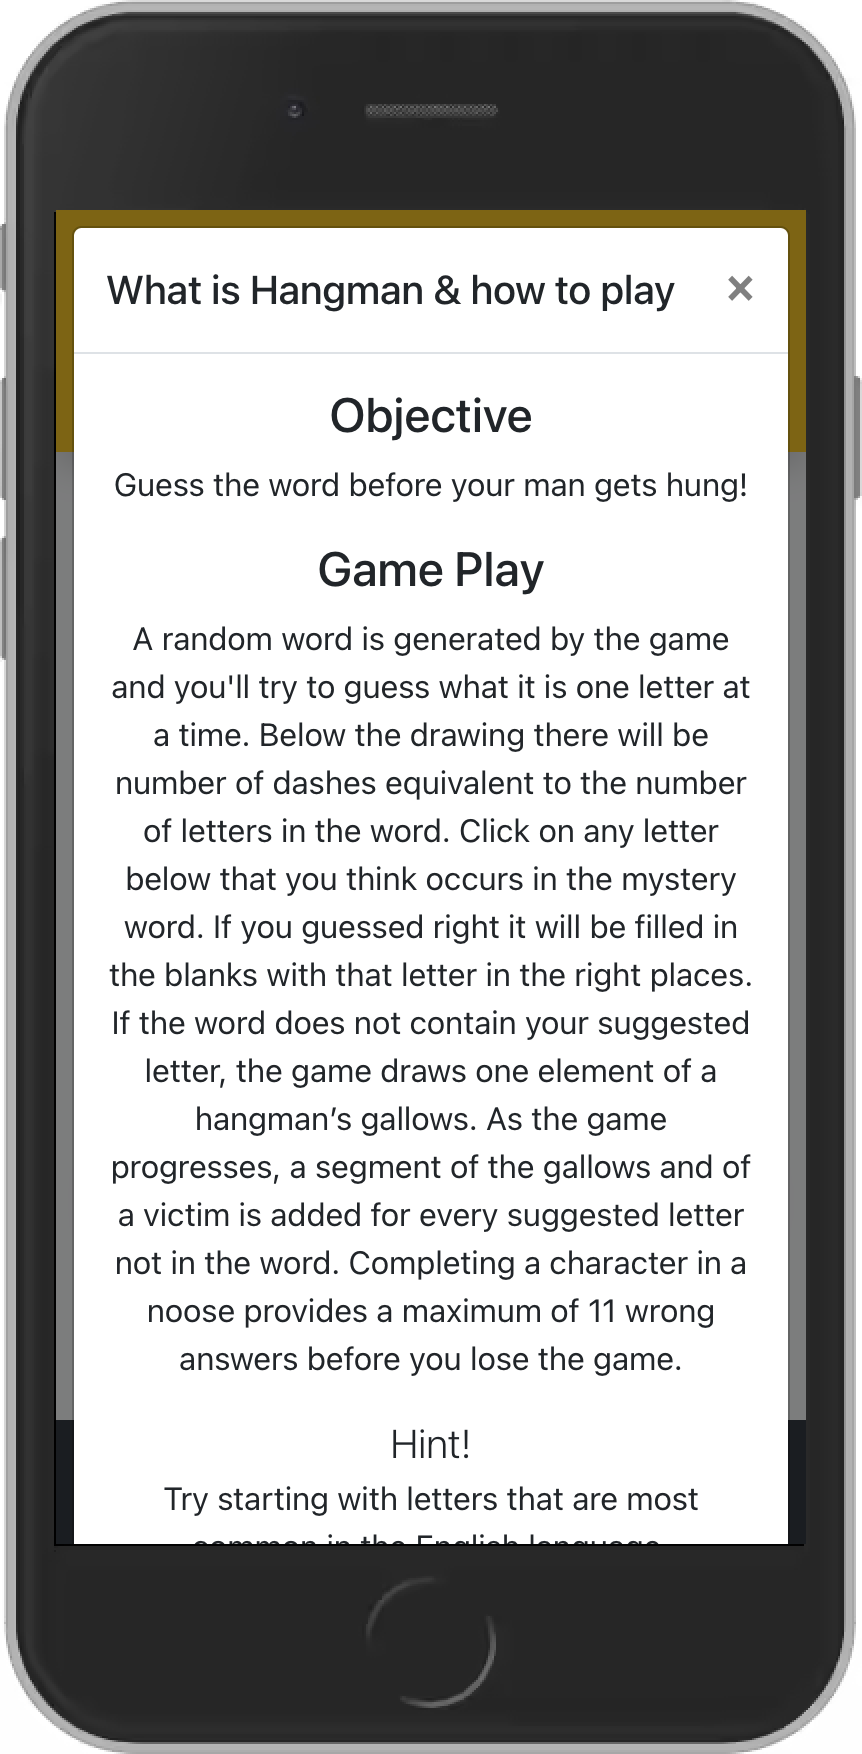 What is Hangman & how to play ×
Objective
Guess the word before your man gets hung!
Game Play
A random word is generated by the game
and you'll try to guess what it is one letter at
a time. Below the drawing there will be
number of dashes equivalent to the number
of letters in the word. Click on any letter
below that you think occurs in the mystery
word. If you guessed right it will be filled in
the blanks with that letter in the right places.
If the word does not contain your suggested
letter, the game draws one element of a
hangman’s gallows. As the game
progresses, a segment of the gallows and of
a victim is added for every suggested letter
not in the word. Completing a character in a
noose provides a maximum of 11 wrong
answers before you lose the game.
Hint!
Try starting with letters that are most
common in the English language